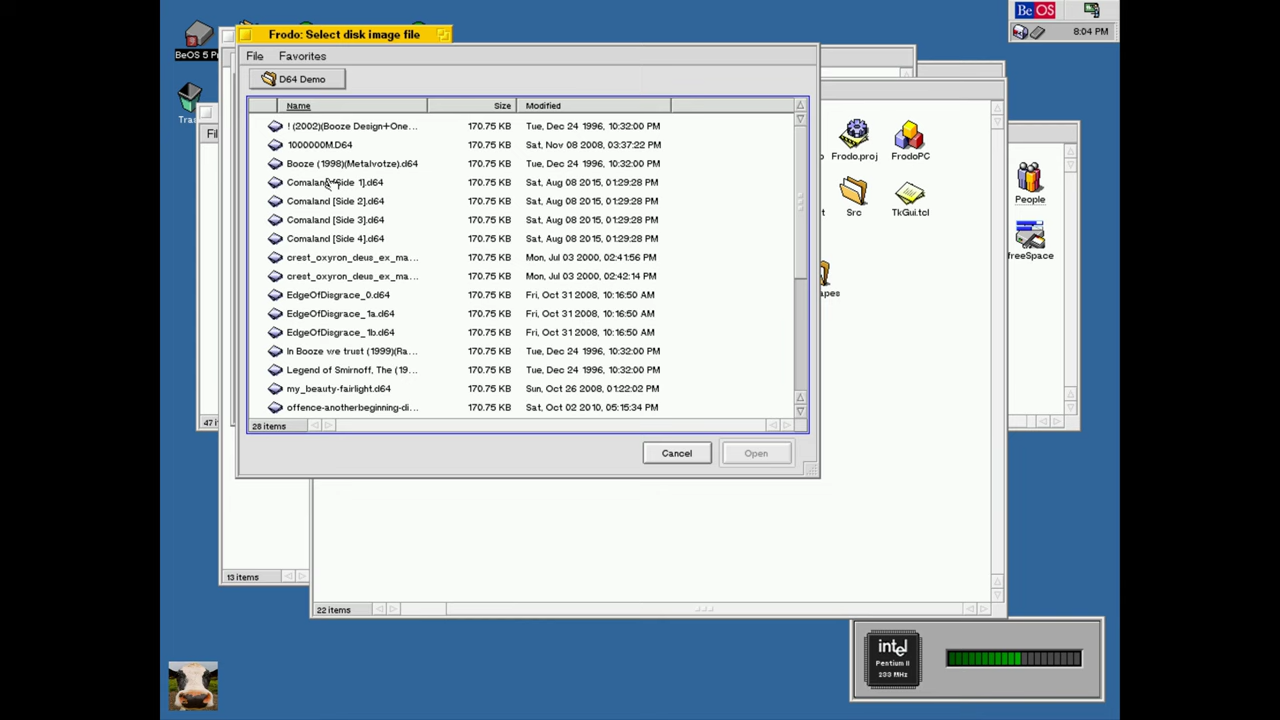 BeOS 5 P
Tra
Fi
47 i
Frodo: Select disk image file
File Favorites
D64 Demo
Name Size Modified
! (2002)(Booze Design+One... 170.75 KB Tue, Dec 24 1996, 10:32:00 PM
1000000M.D64 170.75 KB Sat, Nov 08 2008, 03:37:22 PM
Booze (1998)(Metalvotze).d64 170.75 KB Tue, Dec 24 1996, 10:32:00 PM
Comaland [Side 1].d64 170.75 KB Sat, Aug 08 2015, 01:29:28 PM
Comaland [Side 2].d64 170.75 KB Sat, Aug 08 2015, 01:29:28 PM
Comaland [Side 3].d64 170.75 KB Sat, Aug 08 2015, 01:29:28 PM
Comaland [Side 4].d64 170.75 KB Sat, Aug 08 2015, 01:29:28 PM
crest_oxyron_deus_ex_ma... 170.75 KB Mon, Jul 03 2000, 02:41:56 PM
crest_oxyron_deus_ex_ma... 170.75 KB Mon, Jul 03 2000, 02:42:14 PM
EdgeOfDisgrace_0.d64 170.75 KB Fri, Oct 31 2008, 10:16:50 AM
EdgeOfDisgrace_1a.d64 170.75 KB Fri, Oct 31 2008, 10:16:50 AM
EdgeOfDisgrace_1b.d64 170.75 KB Fri, Oct 31 2008, 10:16:50 AM
In Booze we trust (1999)(Ra... 170.75 KB Tue, Dec 24 1996, 10:32:00 PM
Legend of Smirnoff, The (19... 170.75 KB Tue, Dec 24 1996, 10:32:00 PM
my_beauty-fairlight.d64 170.75 KB Sun, Oct 26 2008, 01:22:02 PM
offence-anotherbeginning-di... 170.75 KB Sat, Oct 02 2010, 05:15:34 PM
28 items
Cancel Open
Frodo.proj FrodoPC
Src TkGui.tcl
t
apes
People
freeSpace
BeOS
8:04 PM
13 items
22 items
intel
Pentium II
233 MHz